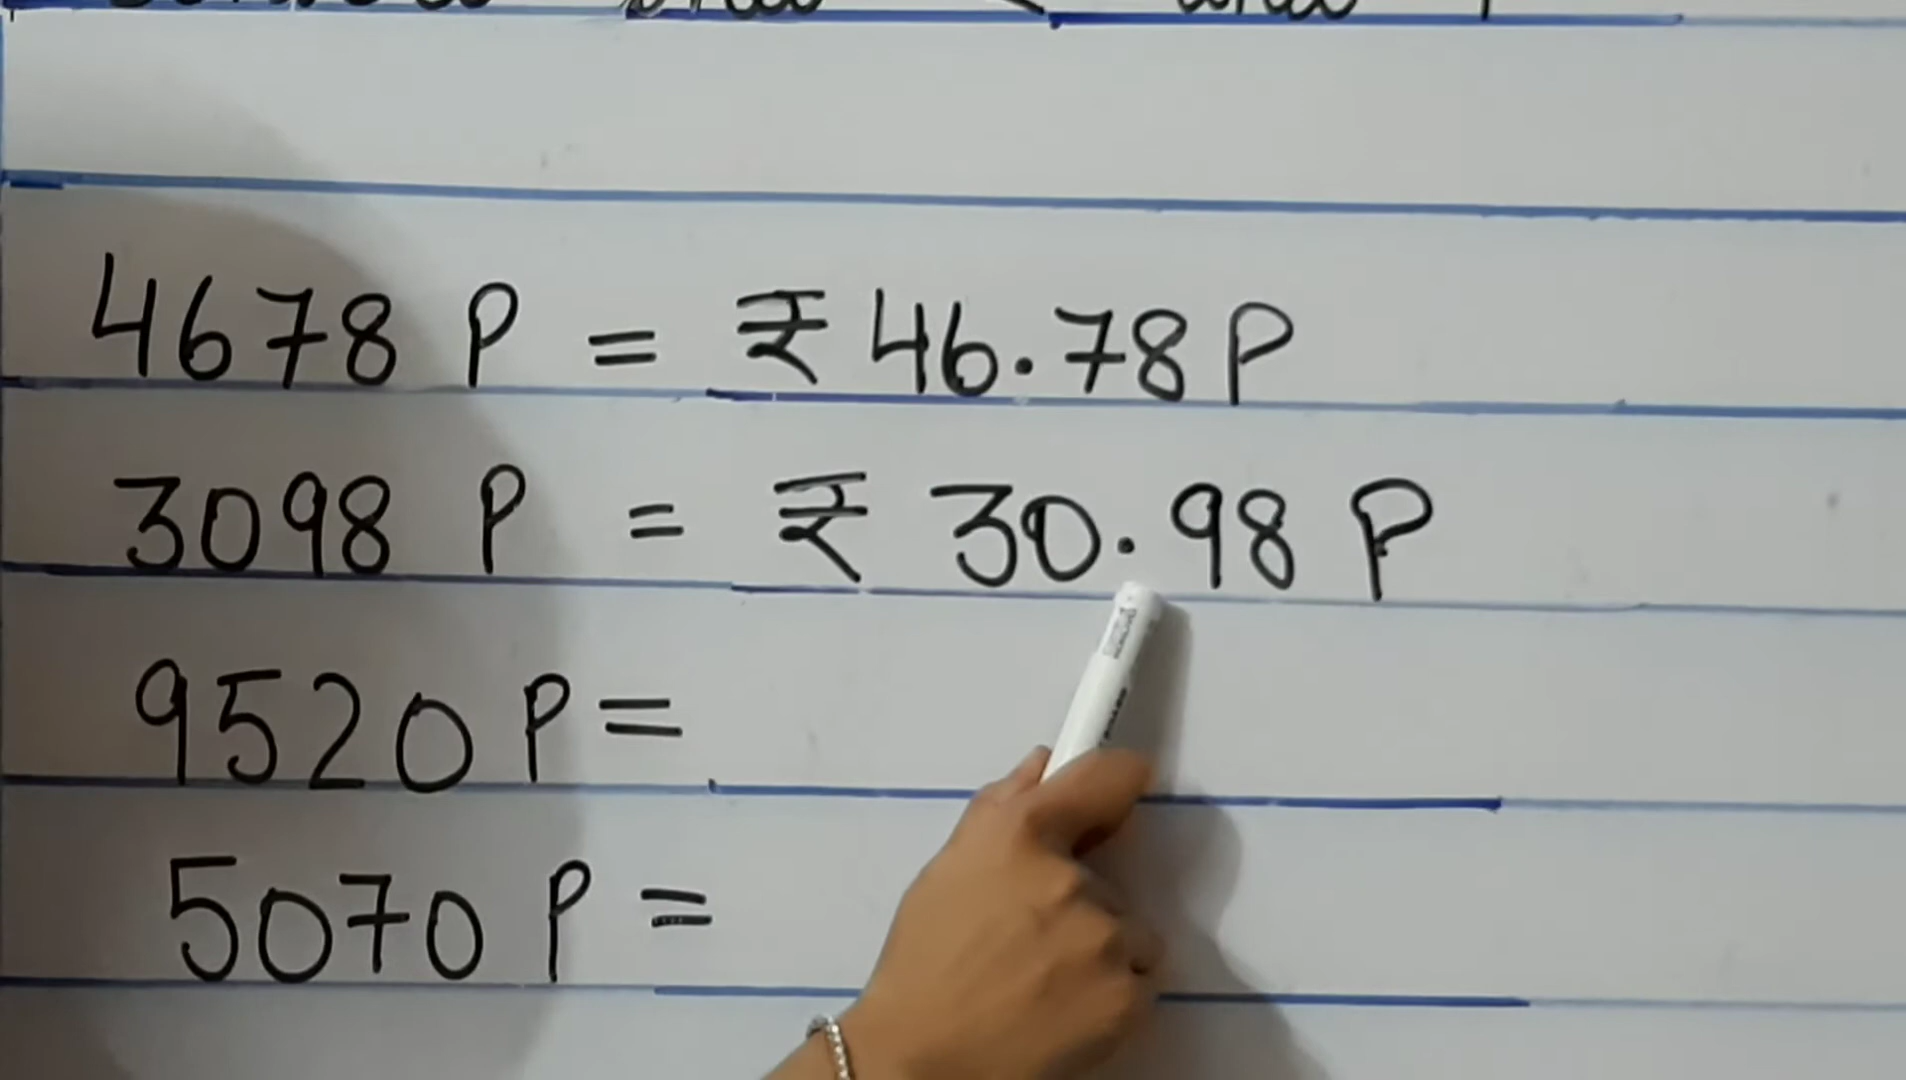 4678 P = ₹ 46.78 P
3098 P = ₹ 30.98 P
9520 P =
5070 P =